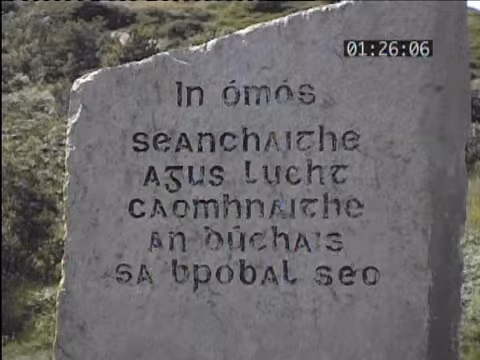 01:26:06
In ómós
seanchaithe
agus lucht
caomhnaithe
an dúchais
sa bpobal seo